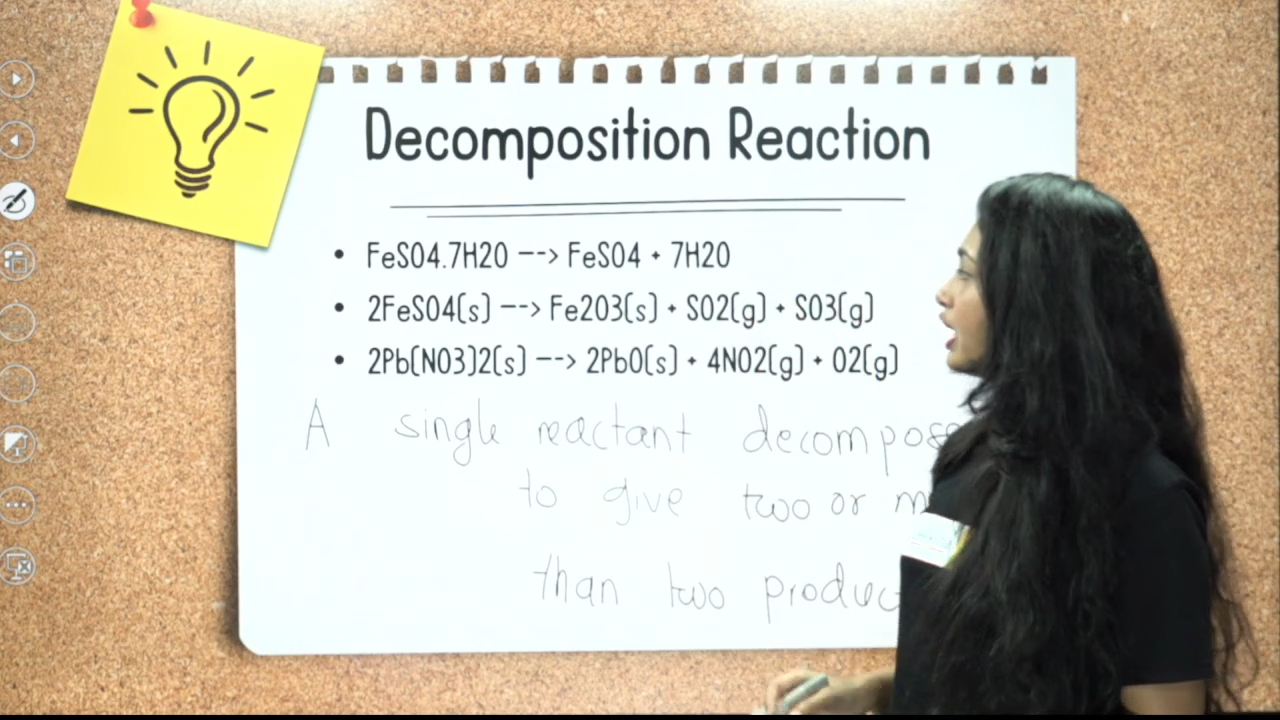 Decomposition Reaction
• FeSO4.7H2O --> FeSO4 + 7H2O
• 2FeSO4(s) --> Fe2O3(s) + SO2(g) + SO3(g)
• 2Pb(NO3)2(s) --> 2PbO(s) + 4NO2(g) + O2(g)
A single reactant
to give two or
than two